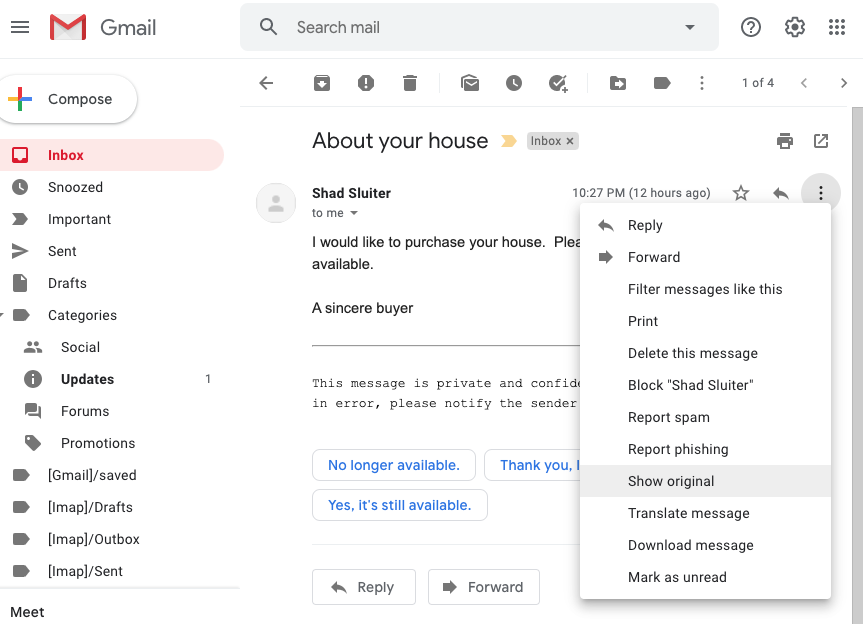 Gmail
Search mail
Compose
1 of 4
Inbox
Snoozed
Important
Sent
Drafts
Categories
Social
Updates 1
Forums
Promotions
[Gmail]/saved
[Imap]/Drafts
[Imap]/Outbox
[Imap]/Sent
Meet
About your house
Inbox ×
Shad Sluiter
10:27 PM (12 hours ago)
to me
I would like to purchase your house. Plea
available.
A sincere buyer
This message is private and confide
in error, please notify the sender
No longer available.
Thank you, I
Yes, it's still available.
Reply
Forward
Reply
Forward
Filter messages like this
Print
Delete this message
Block "Shad Sluiter"
Report spam
Report phishing
Show original
Translate message
Download message
Mark as unread